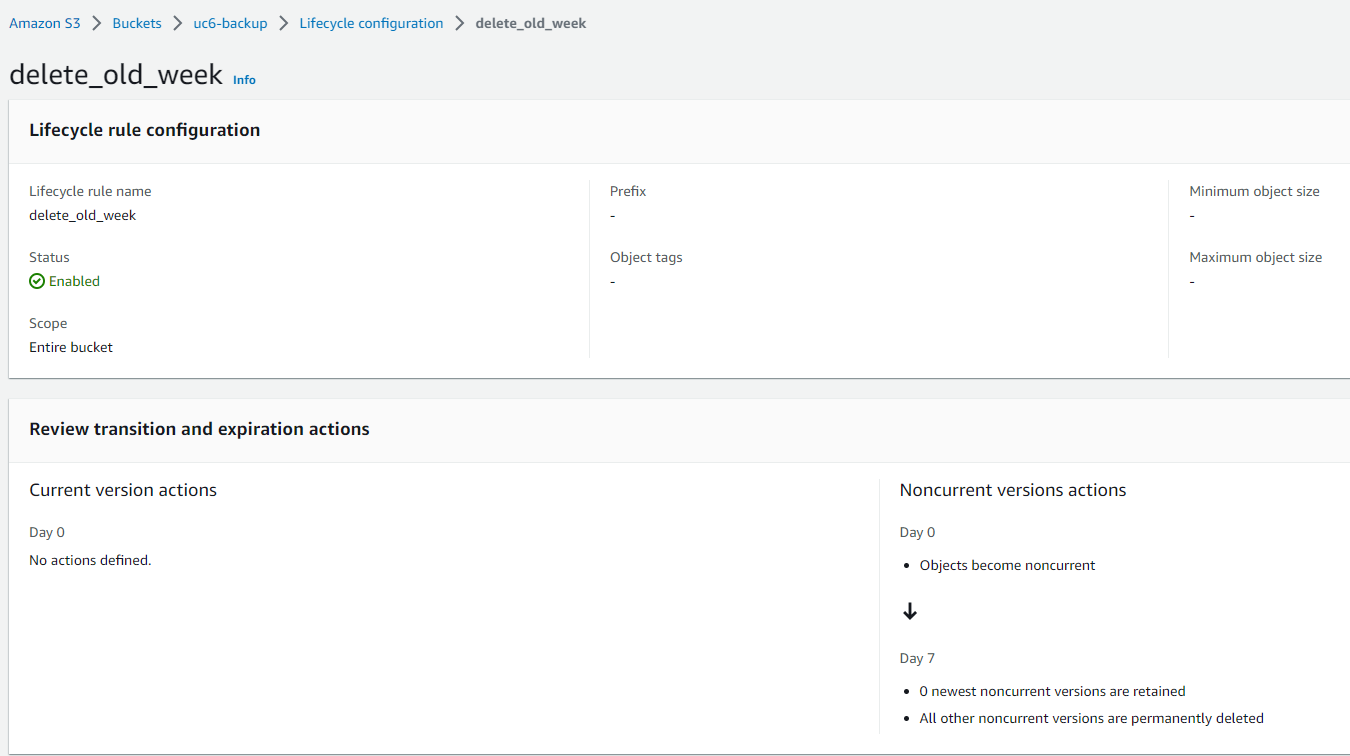 Amazon S3 > Buckets > uc6-backup > Lifecycle configuration > delete_old_week
delete_old_week Info
Lifecycle rule configuration
Lifecycle rule name
delete_old_week
Status
Enabled
Scope
Entire bucket
Prefix
-
Object tags
-
Minimum object size
-
Maximum object size
-
Review transition and expiration actions
Current version actions
Day 0
No actions defined.
Noncurrent versions actions
Day 0
• Objects become noncurrent
↓
Day 7
• 0 newest noncurrent versions are retained
• All other noncurrent versions are permanently deleted